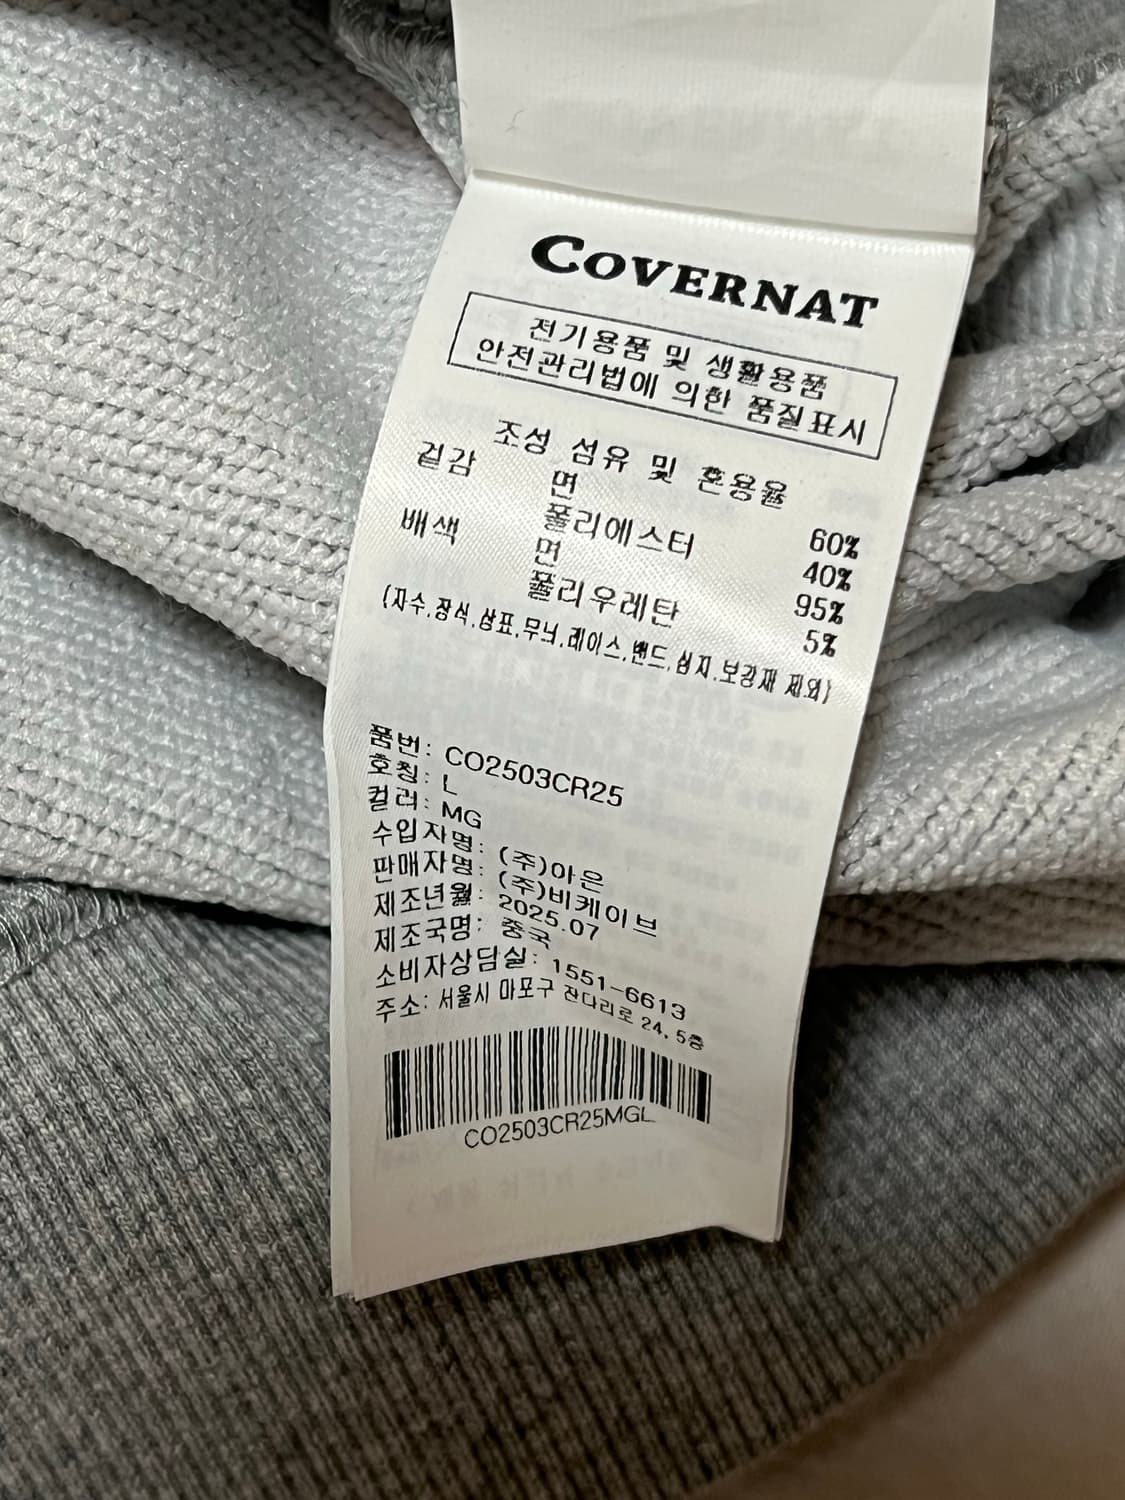 COVERNAT
전기용품 및 생활용품
안전관리법에 의한 품질표시
조성 섬유 및 혼용율
겉감 면 60%
폴리에스터 40%
배색 면 95%
폴리우레탄 5%
(자수,장식,상표,무늬,레이스,밴드,심지,보강재 제외)
품번: CO2503CR25
호칭: L
컬러: MG
수입자명: (주)아은
판매자명: (주)비케이브
제조년월: 2025.07
제조국명: 중국
소비자상담실: 1551-6613
주소: 서울시 마포구 잔다리로 24, 5층
CO2503CR25MGL